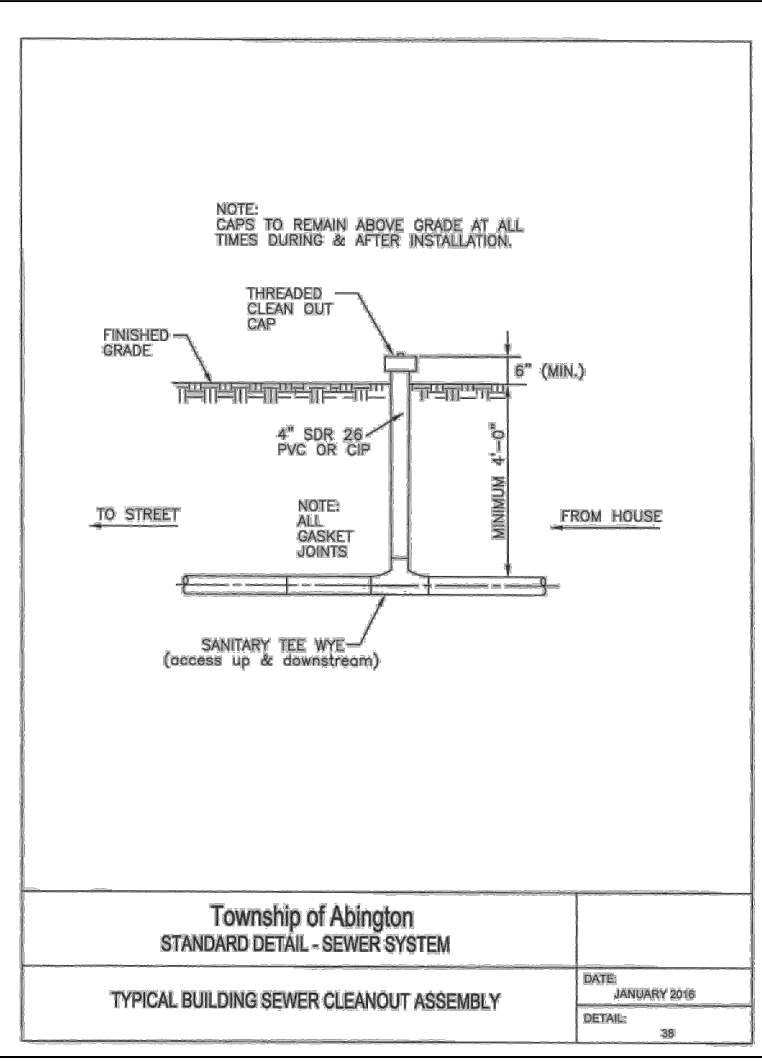 NOTE:
CAPS TO REMAIN ABOVE GRADE AT ALL
TIMES DURING & AFTER INSTALLATION.
THREADED
CLEAN OUT
CAP
FINISHED
GRADE
6" (MIN.)
4" SDR 26
PVC OR CIP
MINIMUM 4'-0"
TO STREET
NOTE:
ALL
GASKET
JOINTS
FROM HOUSE
SANITARY TEE WYE
(access up & downstream)
Township of Abington
STANDARD DETAIL - SEWER SYSTEM
TYPICAL BUILDING SEWER CLEANOUT ASSEMBLY
DATE:
JANUARY 2016
DETAIL:
38